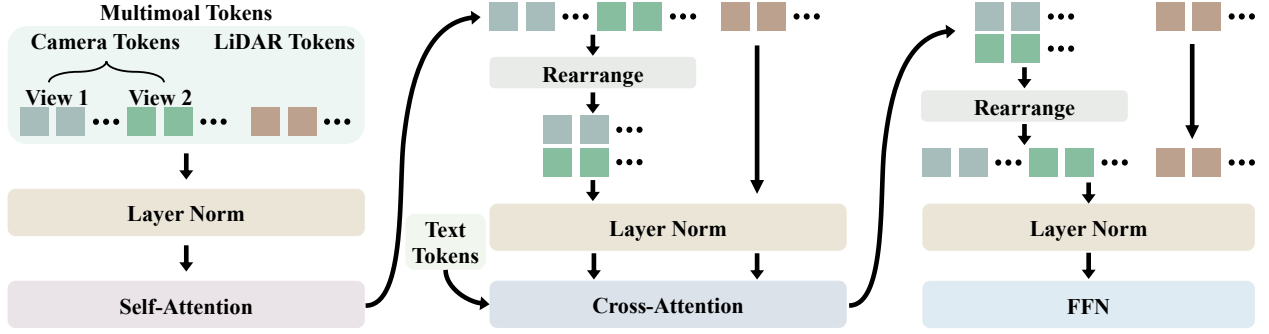 Multimoal Tokens
Camera Tokens
LiDAR Tokens
View 1
View 2
Layer Norm
Self-Attention
Rearrange
Text
Tokens
Layer Norm
Cross-Attention
Rearrange
Layer Norm
FFN